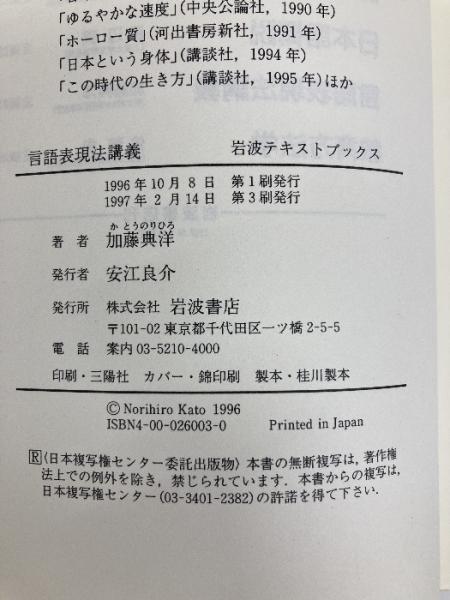 「ゆるやかな速度」(中央公論社，1990年)
「ホーロー質」(河出書房新社，1991年)
「日本という身体」(講談社，1994年)
「この時代の生き方」(講談社，1995年)ほか
言語表現法講義 岩波テキストブックス
1996年10月8日 第1刷発行
1997年2月14日 第3刷発行
かとうのりひろ
著者 加藤典洋
発行者 安江良介
発行所 株式会社 岩波書店
〒101-02 東京都千代田区一ツ橋2-5-5
電話 案内03-5210-4000
印刷・三陽社 カバー・錦印刷 製本・桂川製本
© Norihiro Kato 1996
ISBN4-00-026003-0 Printed in Japan
Ⓡ〈日本複写権センター委託出版物〉本書の無断複写は，著作権
法上での例外を除き，禁じられています．本書からの複写は，
日本複写権センター(03-3401-2382)の許諾を得て下さい．